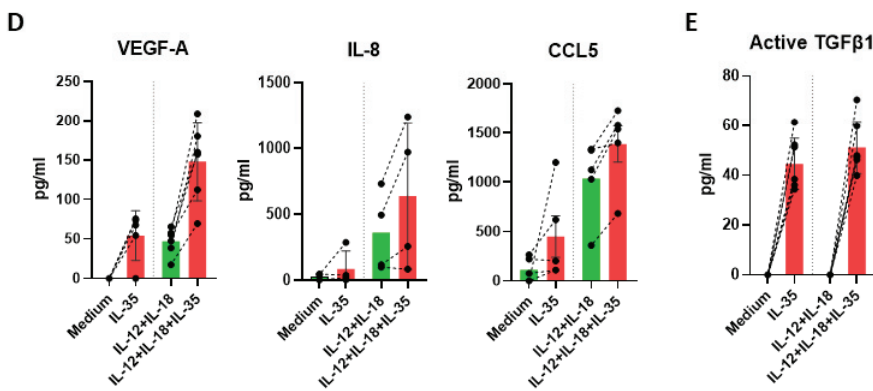 D
VEGF-A
pg/ml
250
200
150
100
50
0
Medium
IL-35
IL-12+IL-18
IL-12+IL-18+IL-35
IL-8
pg/ml
1500
1000
500
0
Medium
IL-35
IL-12+IL-18
IL-12+IL-18+IL-35
CCL5
pg/ml
2000
1500
1000
500
0
Medium
IL-35
IL-12+IL-18
IL-12+IL-18+IL-35
E
Active TGFβ1
pg/ml
80
60
40
20
0
Medium
IL-35
IL-12+IL-18
IL-12+IL-18+IL-35